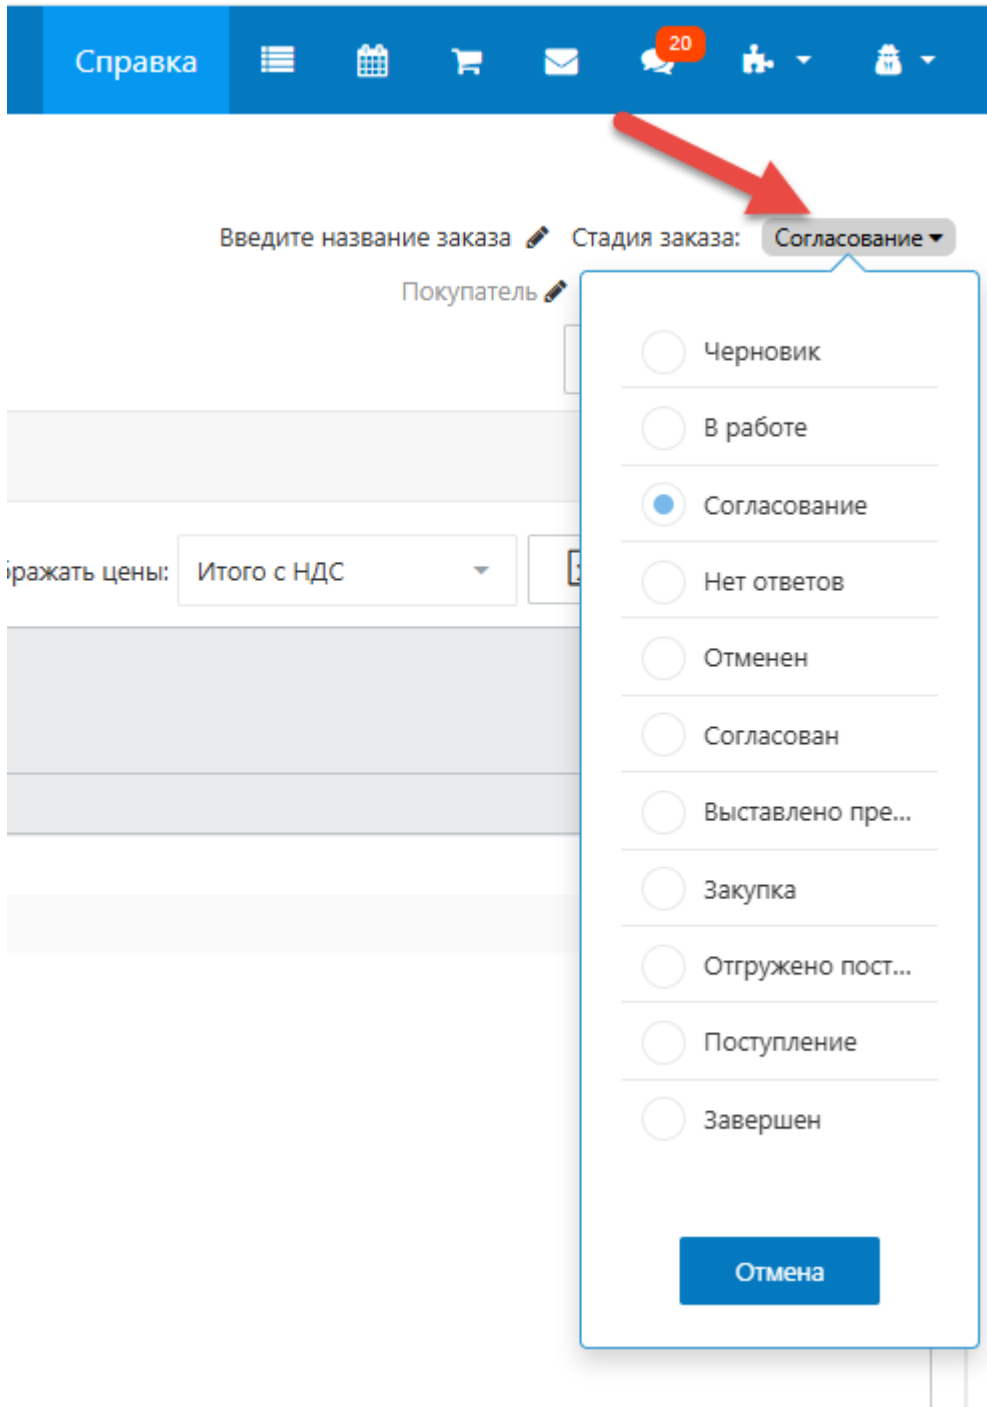 Справка
20
Введите название заказа Стадия заказа: Согласование
Покупатель
Черновик
В работе
Согласование
бражать цены: Итого с НДС
Нет ответов
Отменен
Согласован
Выставлено пре...
Закупка
Отгружено пост...
Поступление
Завершен
Отмена